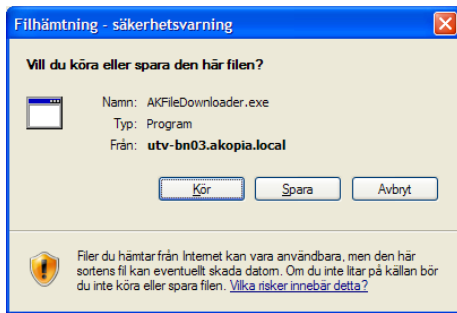 Filhämtning - säkerhetsvarning
Vill du köra eller spara den här filen?
Namn: AKFileDownloader.exe
Typ: Program
Från: utv-bn03.akopia.local
Kör Spara Avbryt
Filer du hämtar från Internet kan vara användbara, men den här
sortens fil kan eventuellt skada datorn. Om du inte litar på källan bör
du inte köra eller spara filen. Vilka risker innebär detta?